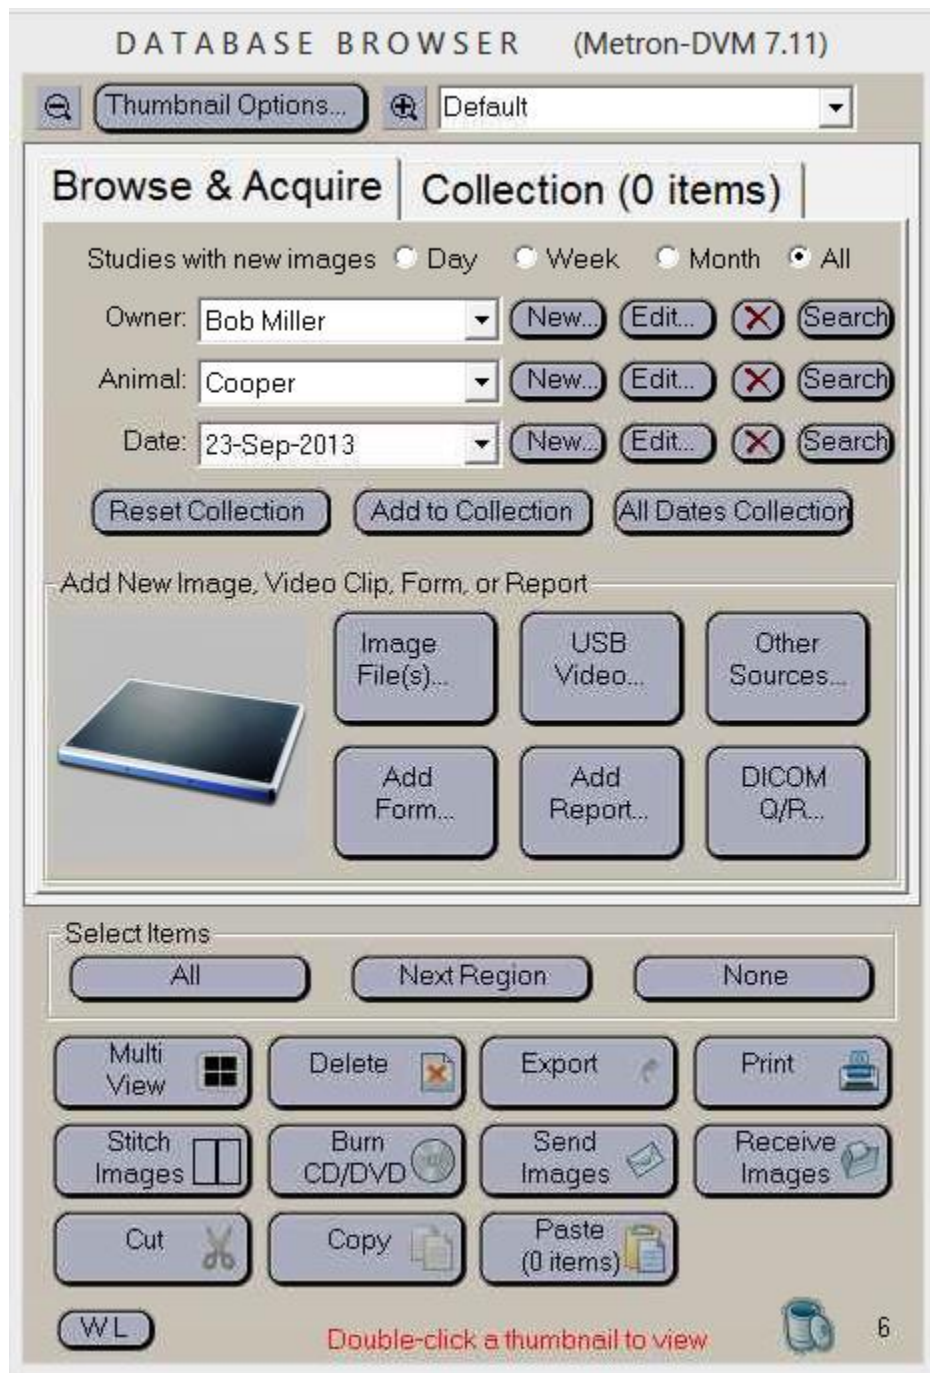 DATABASE BROWSER (Metron-DVM 7.11)
Thumbnail Options... Default
Browse & Acquire Collection (0 items)
Studies with new images Day Week Month All
Owner: Bob Miller New... Edit... Search
Animal: Cooper New... Edit... Search
Date: 23-Sep-2013 New... Edit... Search
Reset Collection Add to Collection All Dates Collection
Add New Image, Video Clip, Form, or Report
Image
File(s)...
USB
Video...
Other
Sources...
Add
Form...
Add
Report...
DICOM
Q/R...
Select Items
All Next Region None
Multi
View
Delete
Export
Print
Stitch
Images
Burn
CD/DVD
Send
Images
Receive
Images
Cut
Copy
Paste
(0 items)
WL
Double-click a thumbnail to view
6